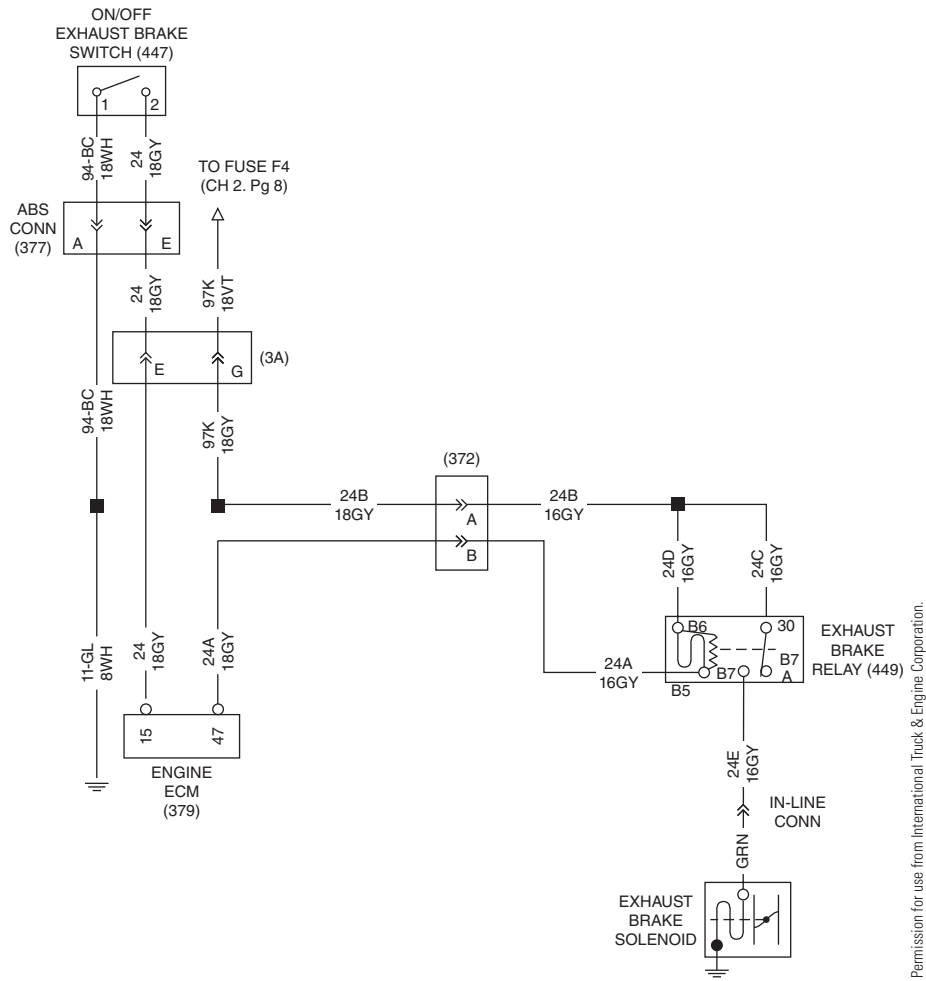 ON/OFF
EXHAUST BRAKE
SWITCH (447)
1
2
94-BC
18WH
24
18GY
TO FUSE F4
(CH 2. Pg 8)
ABS
CONN
(377)
A
E
24
18GY
97K
18VT
E
G
(3A)
94-BC
18WH
97K
18GY
(372)
24B
18GY
A
24B
16GY
B
24D
16GY
24C
16GY
11-GL
8WH
24
18GY
24A
18GY
24A
16GY
B6
30
B7
B7
A
B5
EXHAUST
BRAKE
RELAY (449)
15
47
ENGINE
ECM
(379)
24E
16GY
IN-LINE
CONN
GRN
EXHAUST
BRAKE
SOLENOID
Permission for use from International Truck & Engine Corporation.